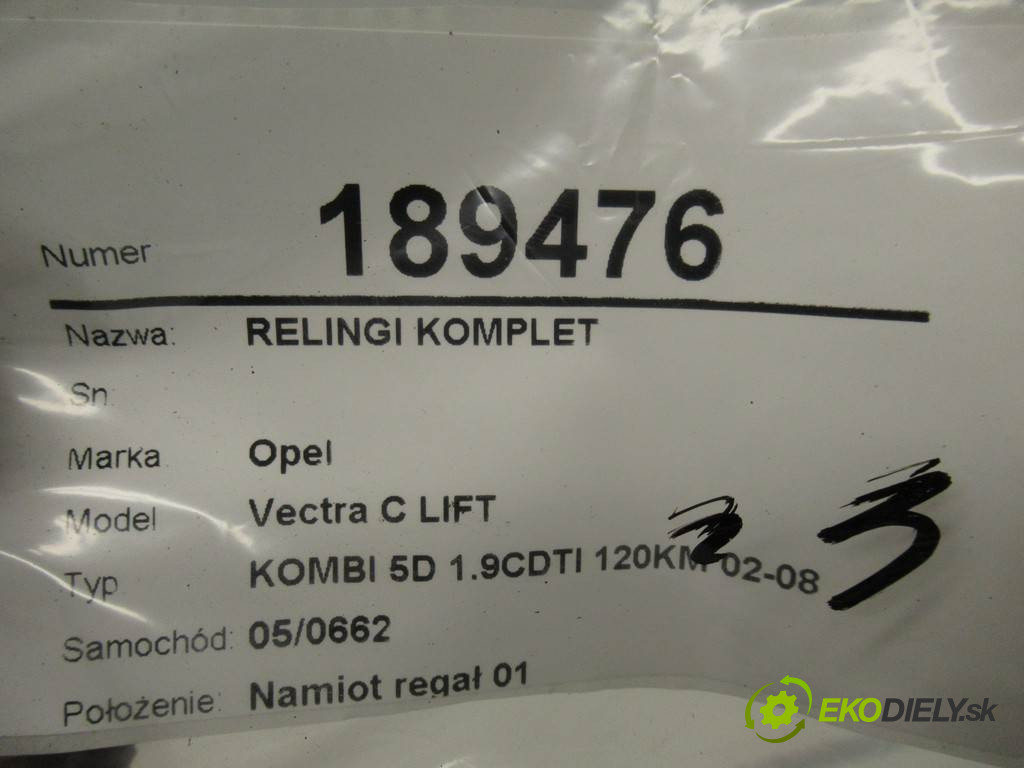 Numer 189476
Nazwa: RELINGI KOMPLET
Sn
Marka Opel
Model Vectra C LIFT
Typ KOMBI 5D 1.9CDTI 120KM 02-08
Samochód: 05/0662
Położenie: Namiot regał 01
EKODIELY.sk